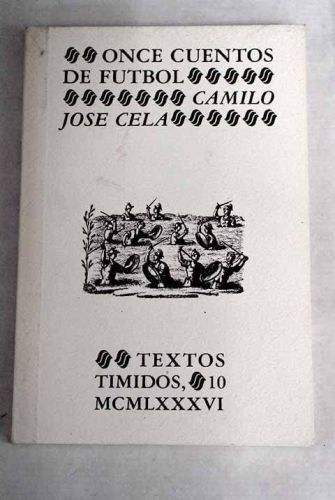 ONCE CUENTOS
DE FUTBOL
CAMILO
JOSE CELA
TEXTOS
TIMIDOS, 10
MCMLXXXVI